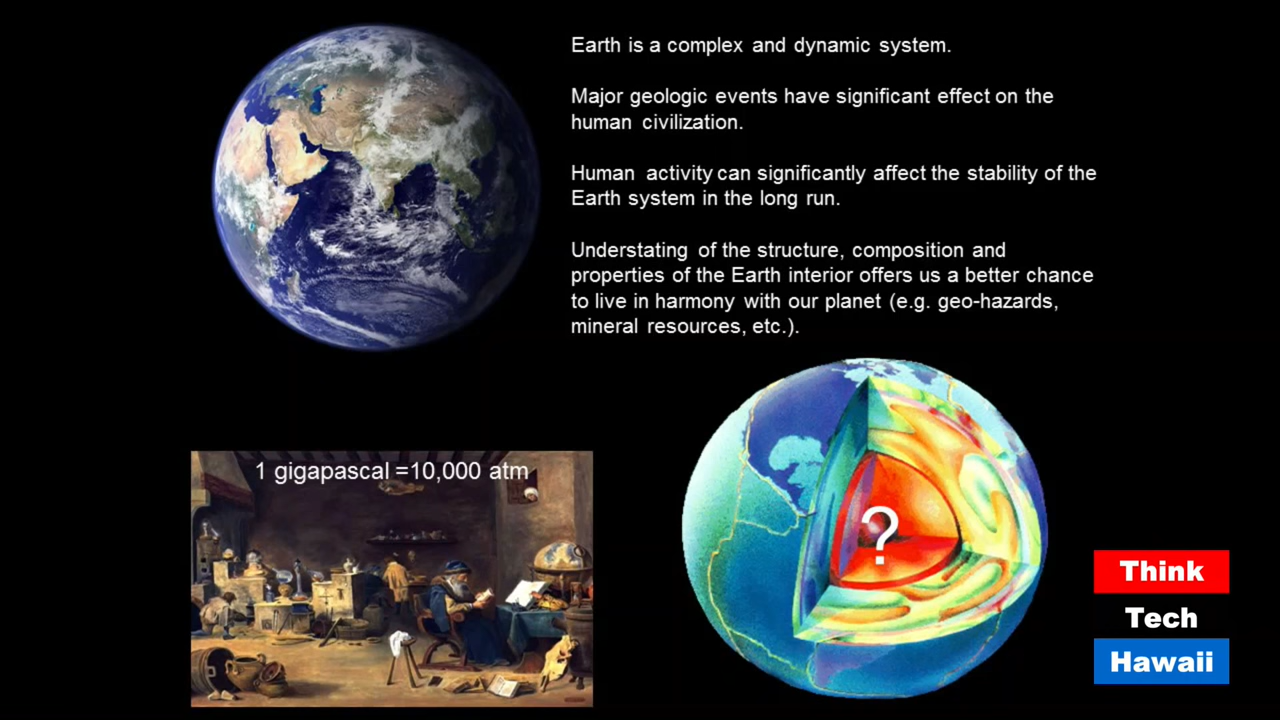 Earth is a complex and dynamic system.
Major geologic events have significant effect on the
human civilization.
Human activity can significantly affect the stability of the
Earth system in the long run.
Understating of the structure, composition and
properties of the Earth interior offers us a better chance
to live in harmony with our planet (e.g. geo-hazards,
mineral resources, etc.).
1 gigapascal =10,000 atm
?
Think
Tech
Hawaii